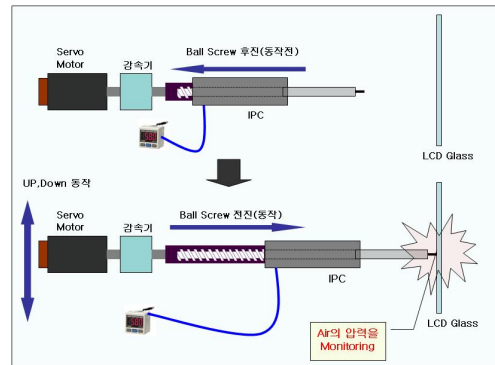 Servo
Motor
감속기
Ball Screw 후진(동작전)
IPC
LCD Glass
UP,Down 동작
Servo
Motor
감속기
Ball Screw 전진(동작)
IPC
LCD Glass
Air의 압력을
Monitoring